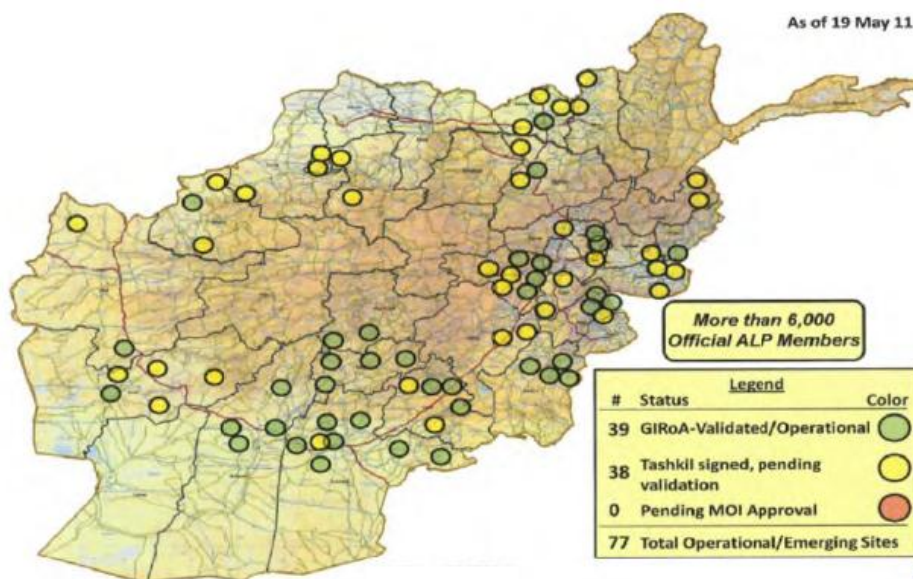 As of 19 May 11
More than 6,000
Official ALP Members
Legend
# Status Color
39 GIRoA-Validated/Operational
38 Tashkil signed, pending
validation
0 Pending MOI Approval
77 Total Operational/Emerging Sites